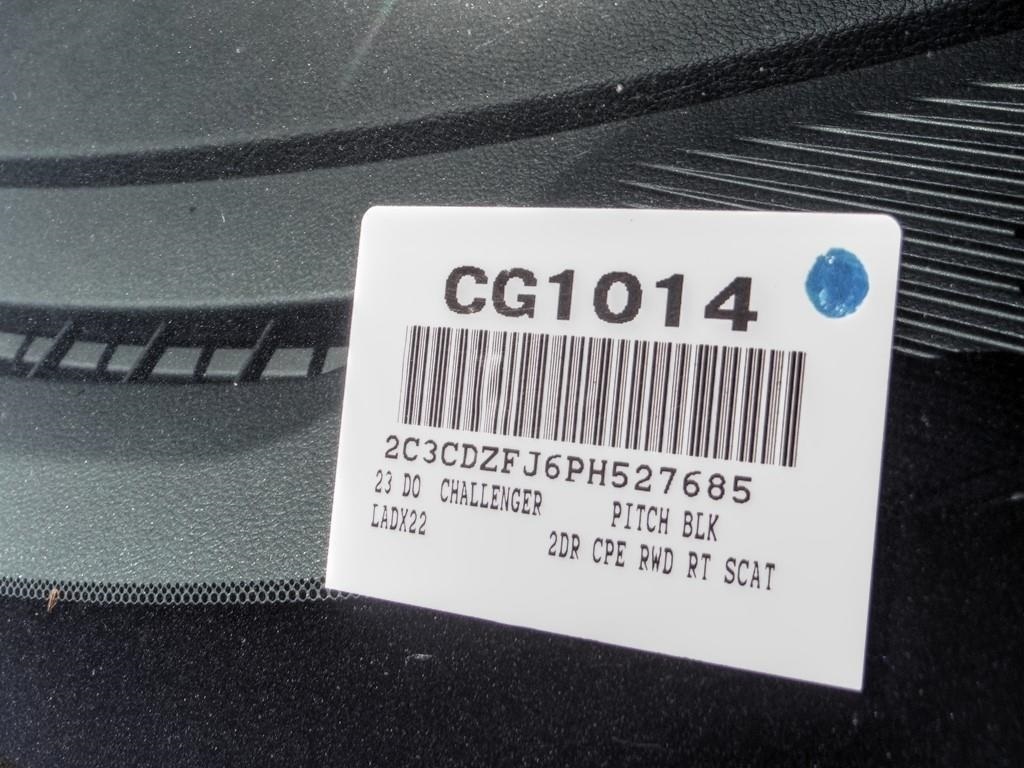 CG1014
2C3CDZFJ6PH527685
23 DO CHALLENGER PITCH BLK
LADX22 2DR CPE RWD RT SCAT